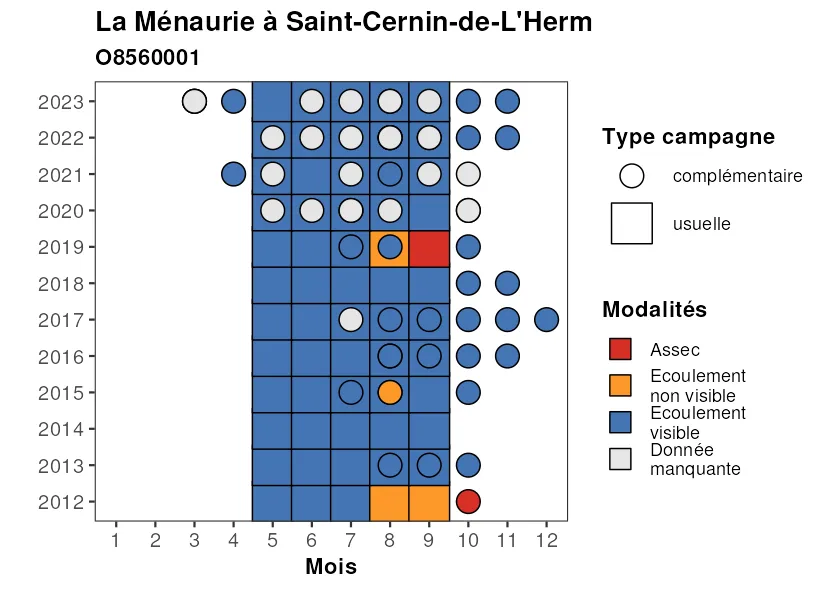 La Ménaurie à Saint-Cernin-de-L'Herm
O8560001
2023
2022
2021
2020
2019
2018
2017
2016
2015
2014
2013
2012
1 2 3 4 5 6 7 8 9 10 11 12
Mois
Type campagne
complémentaire
usuelle
Modalités
Assec
Ecoulement
non visible
Ecoulement
visible
Donnée
manquante